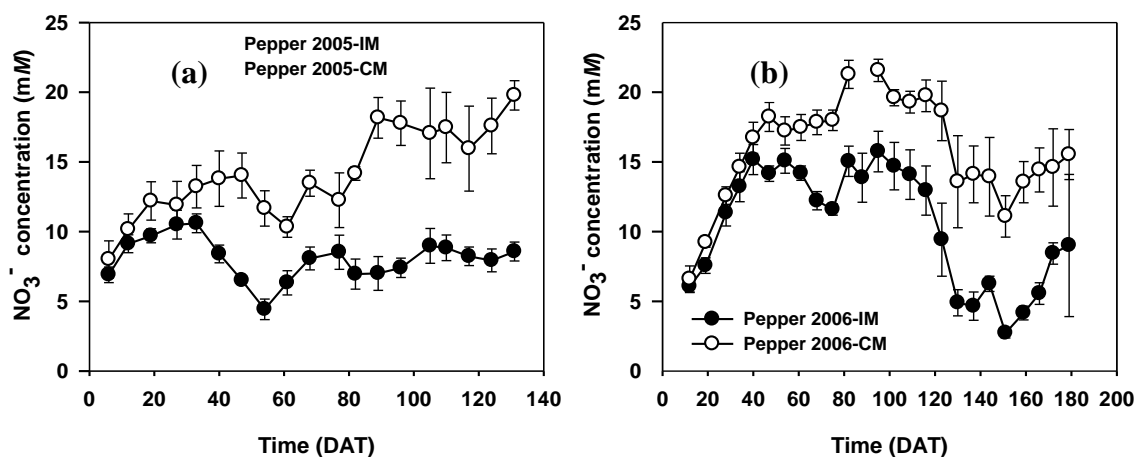 NO3- concentration (mM)
25
20
15
10
5
0
(a)
Pepper 2005-IM
Pepper 2005-CM
0 20 40 60 80 100 120 140
Time (DAT)
NO3- concentration (mM)
25
20
15
10
5
0
(b)
Pepper 2006-IM
Pepper 2006-CM
0 20 40 60 80 100 120 140 160 180 200
Time (DAT)